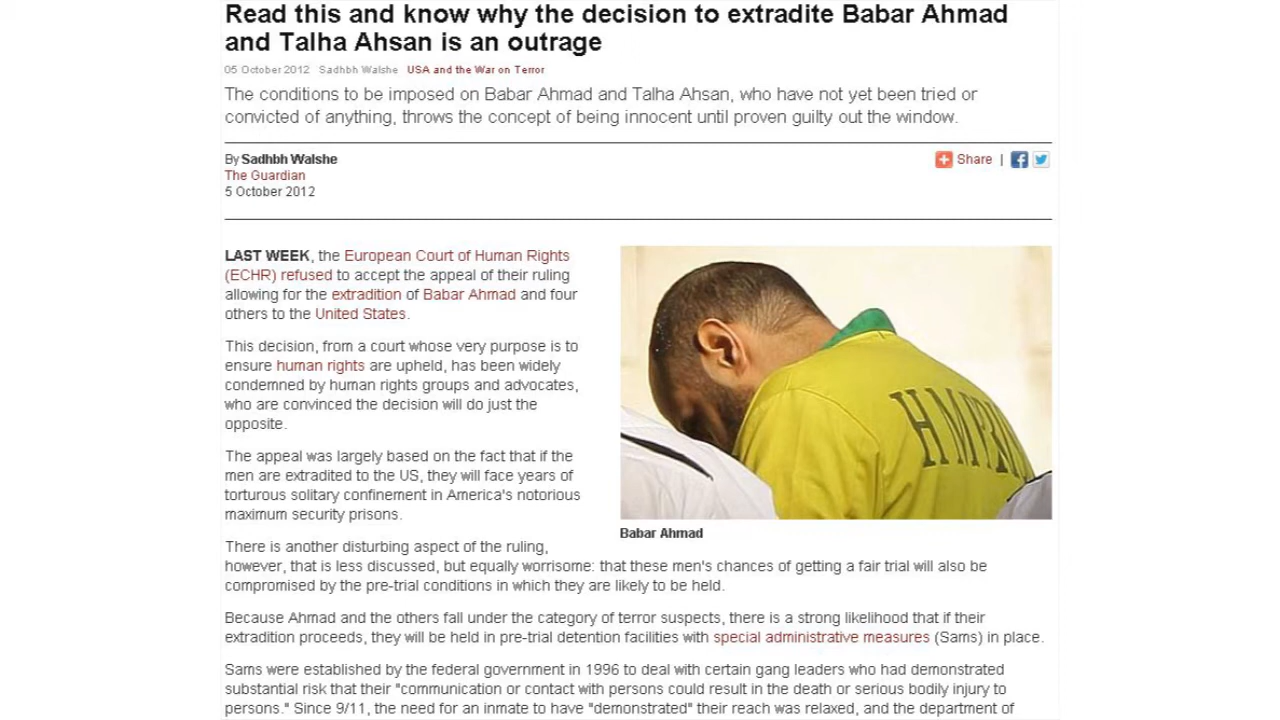 Read this and know why the decision to extradite Babar Ahmad
and Talha Ahsan is an outrage
05 October 2012 Sadhbh Walshe USA and the War on Terror
The conditions to be imposed on Babar Ahmad and Talha Ahsan, who have not yet been tried or
convicted of anything, throws the concept of being innocent until proven guilty out the window.
By Sadhbh Walshe
Share |
The Guardian
5 October 2012
LAST WEEK, the European Court of Human Rights
(ECHR) refused to accept the appeal of their ruling
allowing for the extradition of Babar Ahmad and four
others to the United States.
This decision, from a court whose very purpose is to
ensure human rights are upheld, has been widely
condemned by human rights groups and advocates,
who are convinced the decision will do just the
opposite.
The appeal was largely based on the fact that if the
men are extradited to the US, they will face years of
torturous solitary confinement in America's notorious
maximum security prisons.
HMPRI
Babar Ahmad
There is another disturbing aspect of the ruling,
however, that is less discussed, but equally worrisome: that these men's chances of getting a fair trial will also be
compromised by the pre-trial conditions in which they are likely to be held.
Because Ahmad and the others fall under the category of terror suspects, there is a strong likelihood that if their
extradition proceeds, they will be held in pre-trial detention facilities with special administrative measures (Sams) in place.
Sams were established by the federal government in 1996 to deal with certain gang leaders who had demonstrated
substantial risk that their "communication or contact with persons could result in the death or serious bodily injury to
persons." Since 9/11, the need for an inmate to have "demonstrated" their reach was relaxed, and the department of